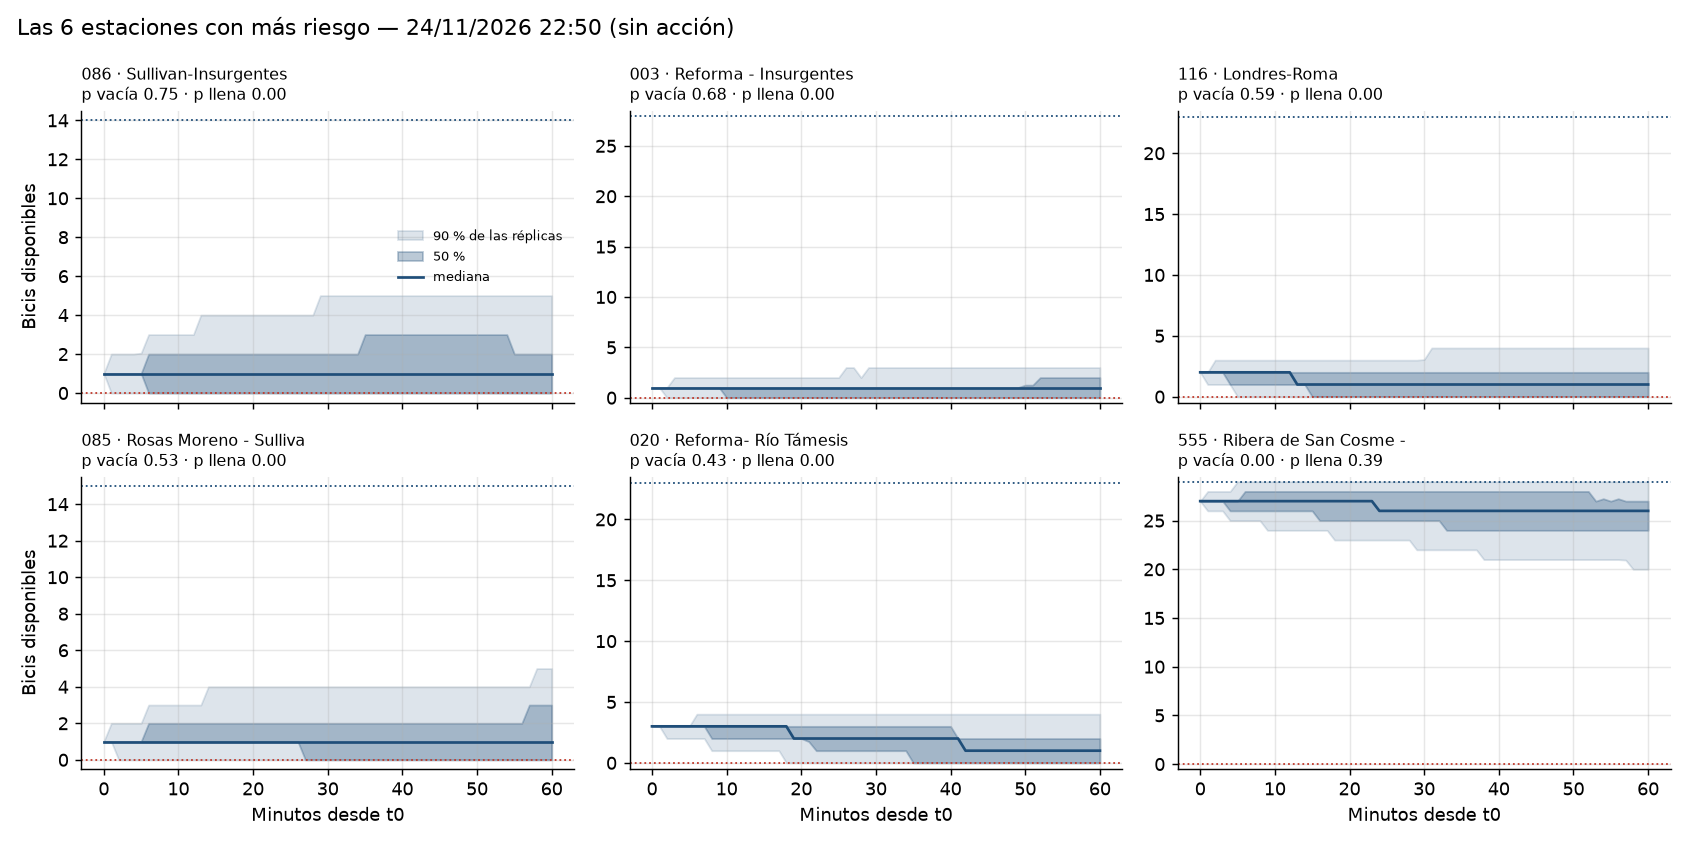 Las 6 estaciones con más riesgo — 24/11/2026 22:50 (sin acción)
086 · Sullivan-Insurgentes
p vacía 0.75 · p llena 0.00
003 · Reforma - Insurgentes
p vacía 0.68 · p llena 0.00
116 · Londres-Roma
p vacía 0.59 · p llena 0.00
Bicis disponibles
14
12
10
8
6
4
2
0
90 % de las réplicas
50 %
mediana
25
20
15
10
5
0
20
15
10
5
0
085 · Rosas Moreno - Sulliva
p vacía 0.53 · p llena 0.00
020 · Reforma- Río Támesis
p vacía 0.43 · p llena 0.00
555 · Ribera de San Cosme -
p vacía 0.00 · p llena 0.39
Bicis disponibles
14
12
10
8
6
4
2
0
0 10 20 30 40 50 60
Minutos desde t0
20
15
10
5
0
0 10 20 30 40 50 60
Minutos desde t0
25
20
15
10
5
0
0 10 20 30 40 50 60
Minutos desde t0